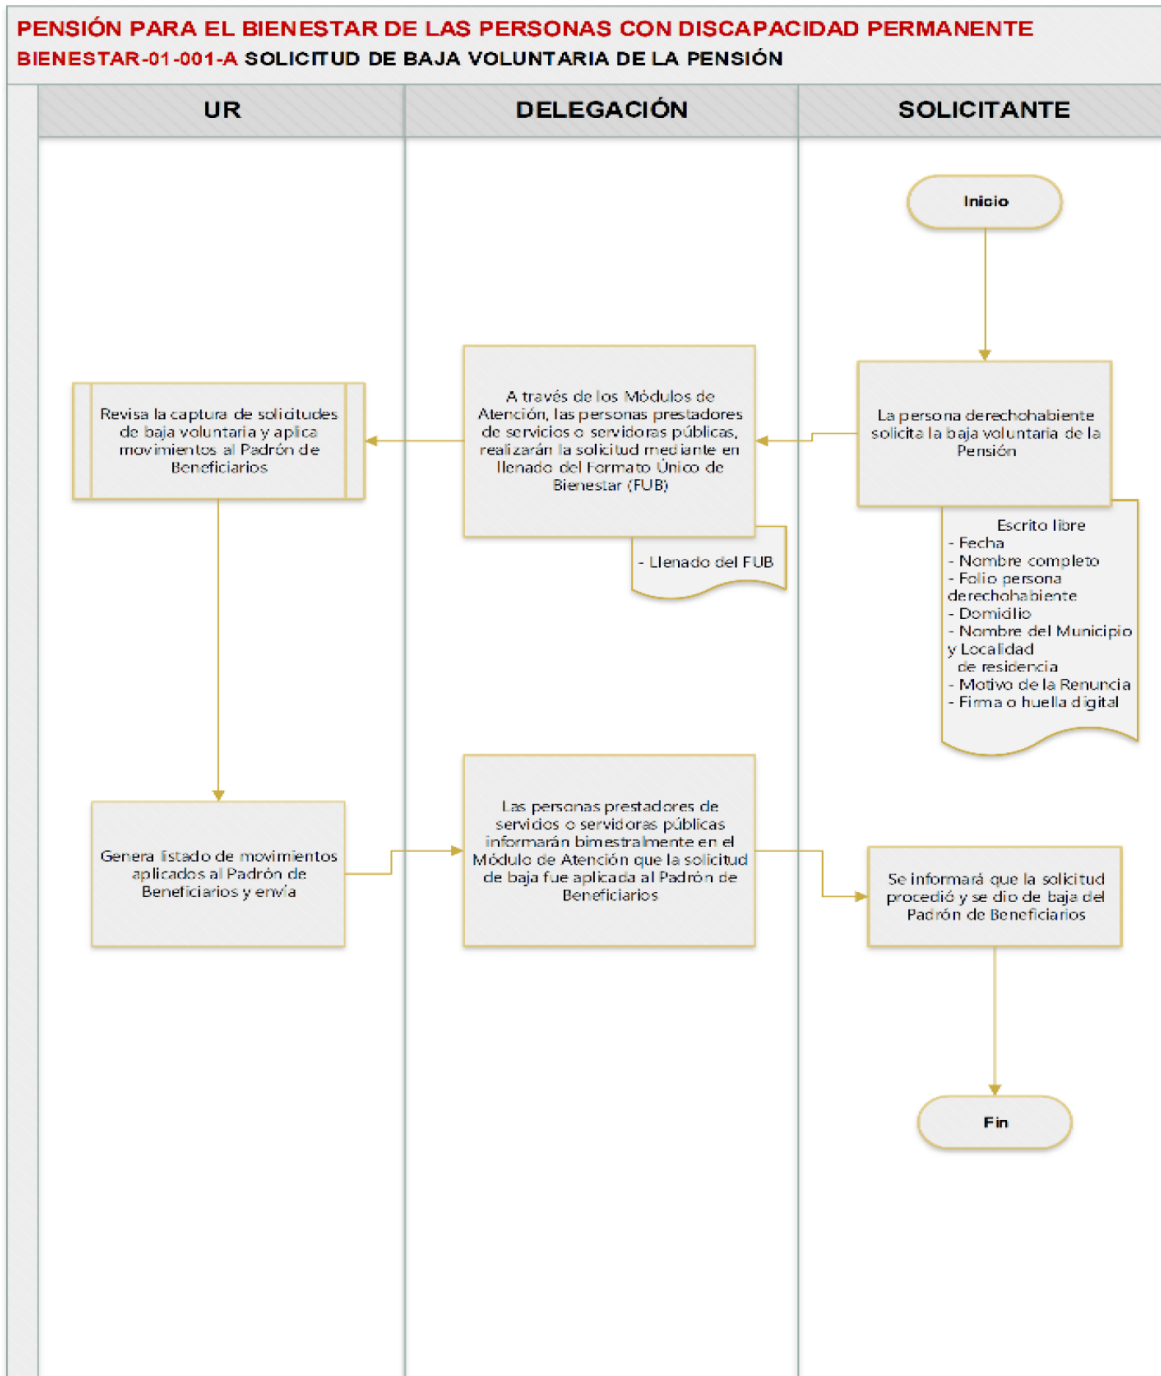 PENSIÓN PARA EL BIENESTAR DE LAS PERSONAS CON DISCAPACIDAD PERMANENTE
BIENESTAR-01-001-A SOLICITUD DE BAJA VOLUNTARIA DE LA PENSIÓN
UR
DELEGACIÓN
SOLICITANTE
Inicio
La persona derechohabiente
solicita la baja voluntaria de la
Pensión
Escrito libre
- Fecha
- Nombre completo
- Folio persona
derechohabiente
- Domicilio
- Nombre del Municipio
y Localidad
de residencia
- Motivo de la Renuncia
- Firma o huella digital
A través de los Módulos de
Atención, las personas prestadores
de servicios o servidoras públicas,
realizarán la solicitud mediante en
llenado del Formato Único de
Bienestar (FUB)
- Llenado del FUB
Revisa la captura de solicitudes
de baja voluntaria y aplica
movimientos al Padrón de
Beneficiarios
Genera listado de movimientos
aplicados al Padrón de
Beneficiarios y envía
Las personas prestadores de
servicios o servidoras públicas
informarán bimestralmente en el
Módulo de Atención que la solicitud
de baja fue aplicada al Padrón de
Beneficiarios
Se informará que la solicitud
procedió y se dio de baja del
Padrón de Beneficiarios
Fin